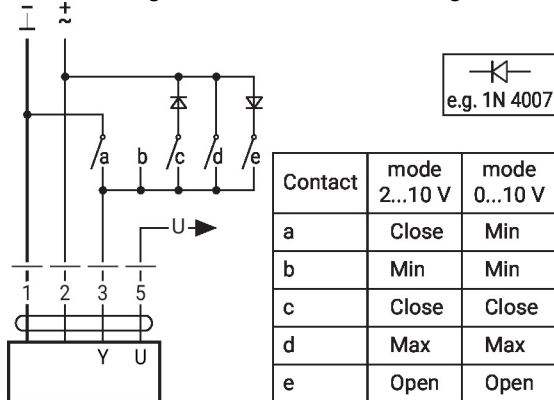 − +
⊥ ~
e.g. 1N 4007
a b c d e
U
1 2 3 5
Y U
Contact mode 2...10 V mode 0...10 V
a Close Min
b Min Min
c Close Close
d Max Max
e Open Open